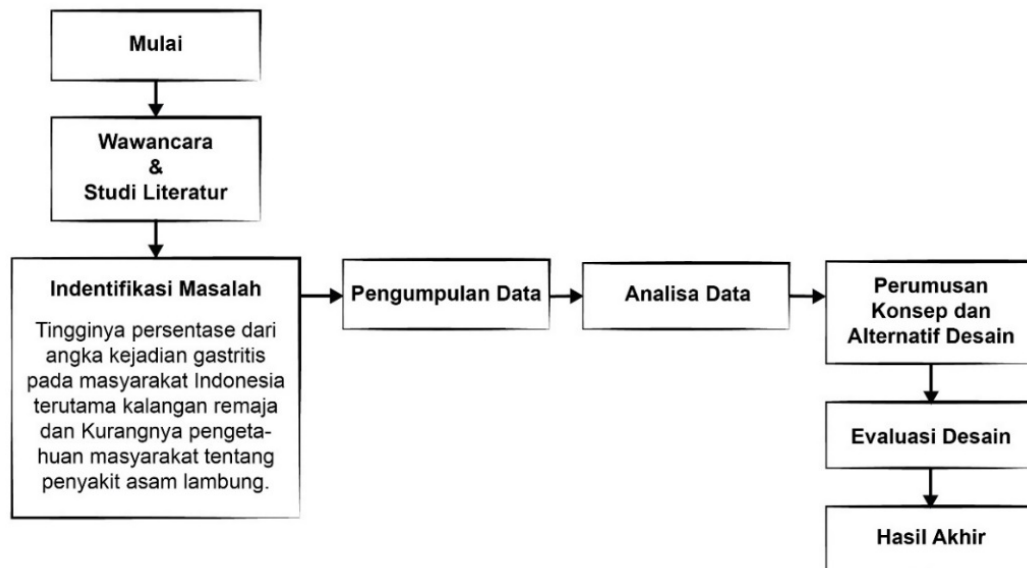 Mulai
Wawancara
&
Studi Literatur
Indentifikasi Masalah
Tingginya persentase dari
angka kejadian gastritis
pada masyarakat Indonesia
terutama kalangan remaja
dan Kurangnya pengeta-
huan masyarakat tentang
penyakit asam lambung.
Pengumpulan Data
Analisa Data
Perumusan
Konsep dan
Alternatif Desain
Evaluasi Desain
Hasil Akhir